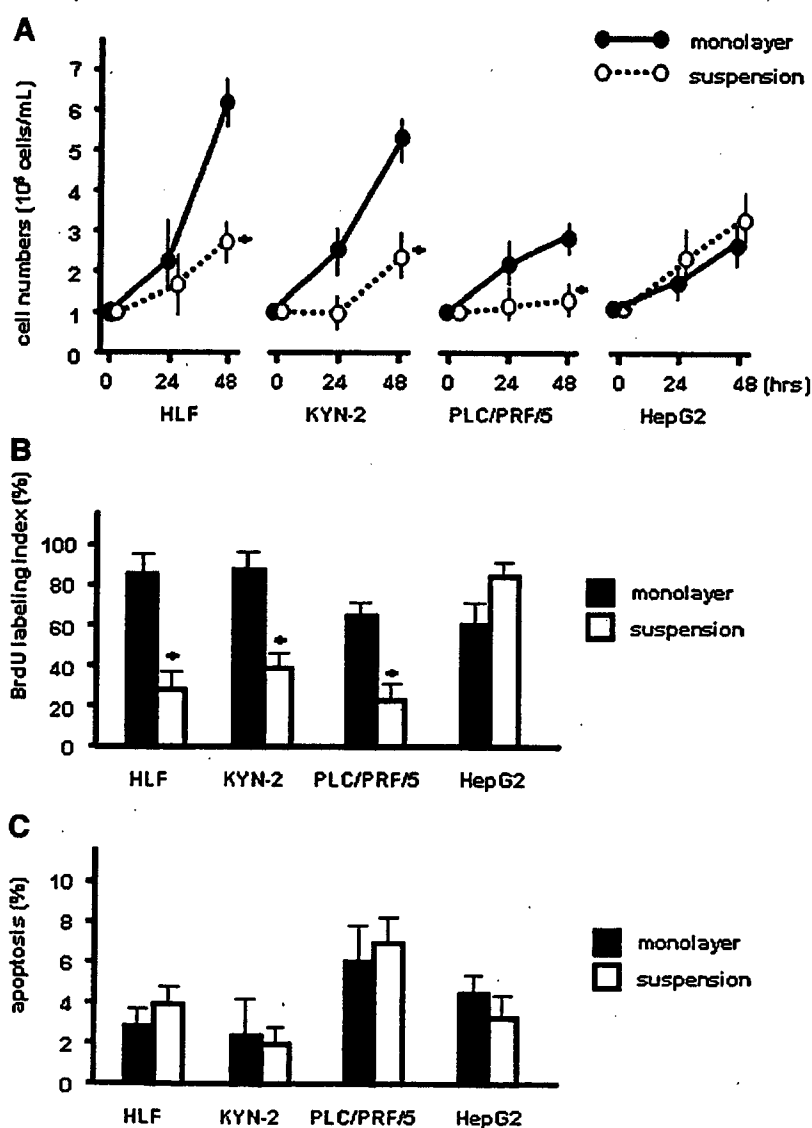 A
monolayer
suspension
cell numbers (10⁵ cells/mL)
7
6
5
4
3
2
1
0
0 24 48 0 24 48 0 24 48 0 24 48 (hrs)
HLF KYN-2 PLC/PRF/5 HepG2
B
BrdU labeling index (%)
100
80
60
40
20
0
* * *
monolayer
suspension
HLF KYN-2 PLC/PRF/5 HepG2
C
apoptosis (%)
10
8
6
4
2
0
monolayer
suspension
HLF KYN-2 PLC/PRF/5 HepG2